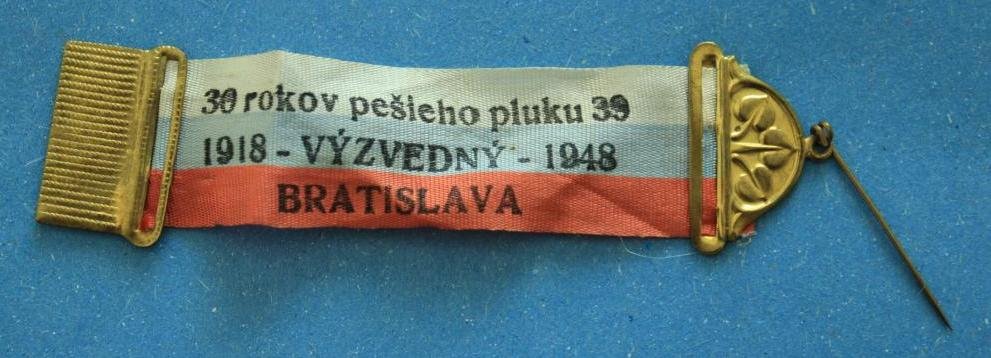 30 rokov pešieho pluku 39
1918 - VÝZVEDNÝ - 1948
BRATISLAVA